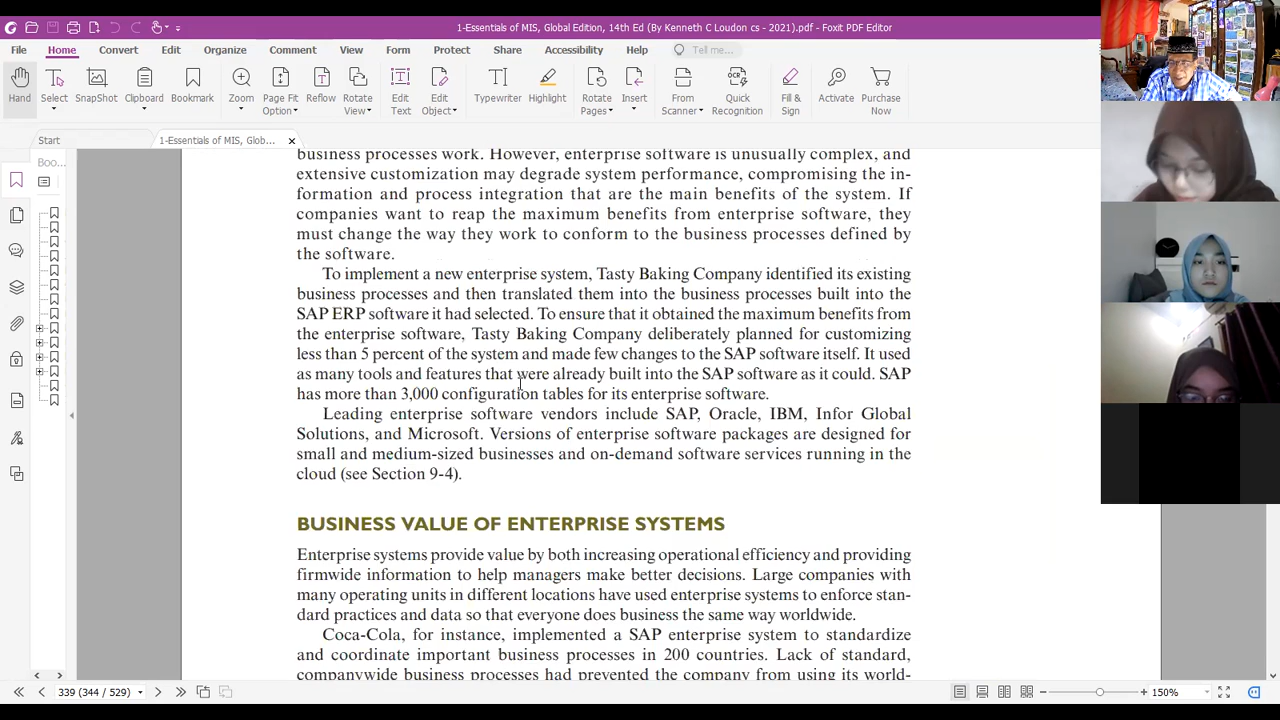 1-Essentials of MIS, Global Edition, 14th Ed (By Kenneth C Loudon cs - 2021).pdf - Foxit PDF Editor
File Home Convert Edit Organize Comment View Form Protect Share Accessibility Help Tell me...
Hand Select SnapShot Clipboard Bookmark Zoom Page Fit Option Reflow Rotate View Edit Text Edit Object Typewriter Highlight Rotate Pages Insert From Scanner Quick Recognition Fill & Sign Activate Purchase Now
OCR
Start 1-Essentials of MIS, Glob...
Boo...
business processes work. However, enterprise software is unusually complex, and
extensive customization may degrade system performance, compromising the in-
formation and process integration that are the main benefits of the system. If
companies want to reap the maximum benefits from enterprise software, they
must change the way they work to conform to the business processes defined by
the software.
To implement a new enterprise system, Tasty Baking Company identified its existing
business processes and then translated them into the business processes built into the
SAP ERP software it had selected. To ensure that it obtained the maximum benefits from
the enterprise software, Tasty Baking Company deliberately planned for customizing
less than 5 percent of the system and made few changes to the SAP software itself. It used
as many tools and features that were already built into the SAP software as it could. SAP
has more than 3,000 configuration tables for its enterprise software.
Leading enterprise software vendors include SAP, Oracle, IBM, Infor Global
Solutions, and Microsoft. Versions of enterprise software packages are designed for
small and medium-sized businesses and on-demand software services running in the
cloud (see Section 9-4).
BUSINESS VALUE OF ENTERPRISE SYSTEMS
Enterprise systems provide value by both increasing operational efficiency and providing
firmwide information to help managers make better decisions. Large companies with
many operating units in different locations have used enterprise systems to enforce stan-
dard practices and data so that everyone does business the same way worldwide.
Coca-Cola, for instance, implemented a SAP enterprise system to standardize
and coordinate important business processes in 200 countries. Lack of standard,
companywide business processes had prevented the company from using its world-
339 (344 / 529)
150%